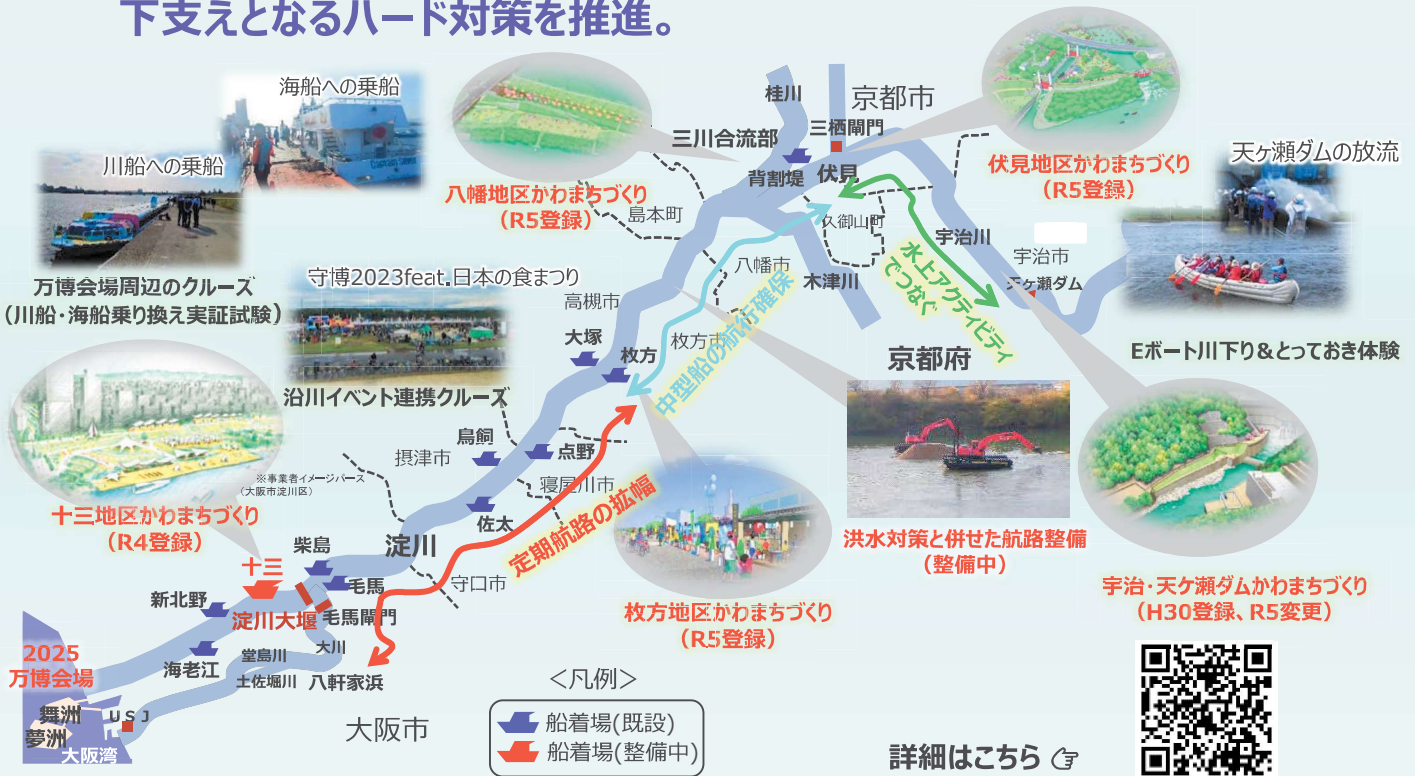 下支えとなるハード対策を推進。
海船への乗船
川船への乗船
万博会場周辺のクルーズ
(川船・海船乗り換え実証試験)
八幡地区かわまちづくり
(R5登録)
桂川
京都市
三川合流部
三栖閘門
背割堤
伏見
伏見地区かわまちづくり
(R5登録)
天ヶ瀬ダムの放流
島本町
久御山町
宇治川
宇治市
天ヶ瀬ダム
水上アクティビティ
でつなぐ
八幡市
木津川
守博2023feat.日本の食まつり
沿川イベント連携クルーズ
高槻市
大塚
枚方
枚方市
中型船の航行確保
京都府
Eボート川下り&とっておき体験
※事業者イメージパース
(大阪市淀川区)
十三地区かわまちづくり
(R4登録)
鳥飼
摂津市
点野
寝屋川市
佐太
定期航路の拡幅
洪水対策と併せた航路整備
(整備中)
淀川
守口市
柴島
十三
毛馬
新北野
淀川大堰
毛馬閘門
枚方地区かわまちづくり
(R5登録)
宇治・天ケ瀬ダムかわまちづくり
(H30登録、R5変更)
2025
万博会場
海老江
堂島川
大川
土佐堀川
八軒家浜
舞洲
USJ
夢洲
大阪湾
大阪市
<凡例>
船着場(既設)
船着場(整備中)
詳細はこちら ☞